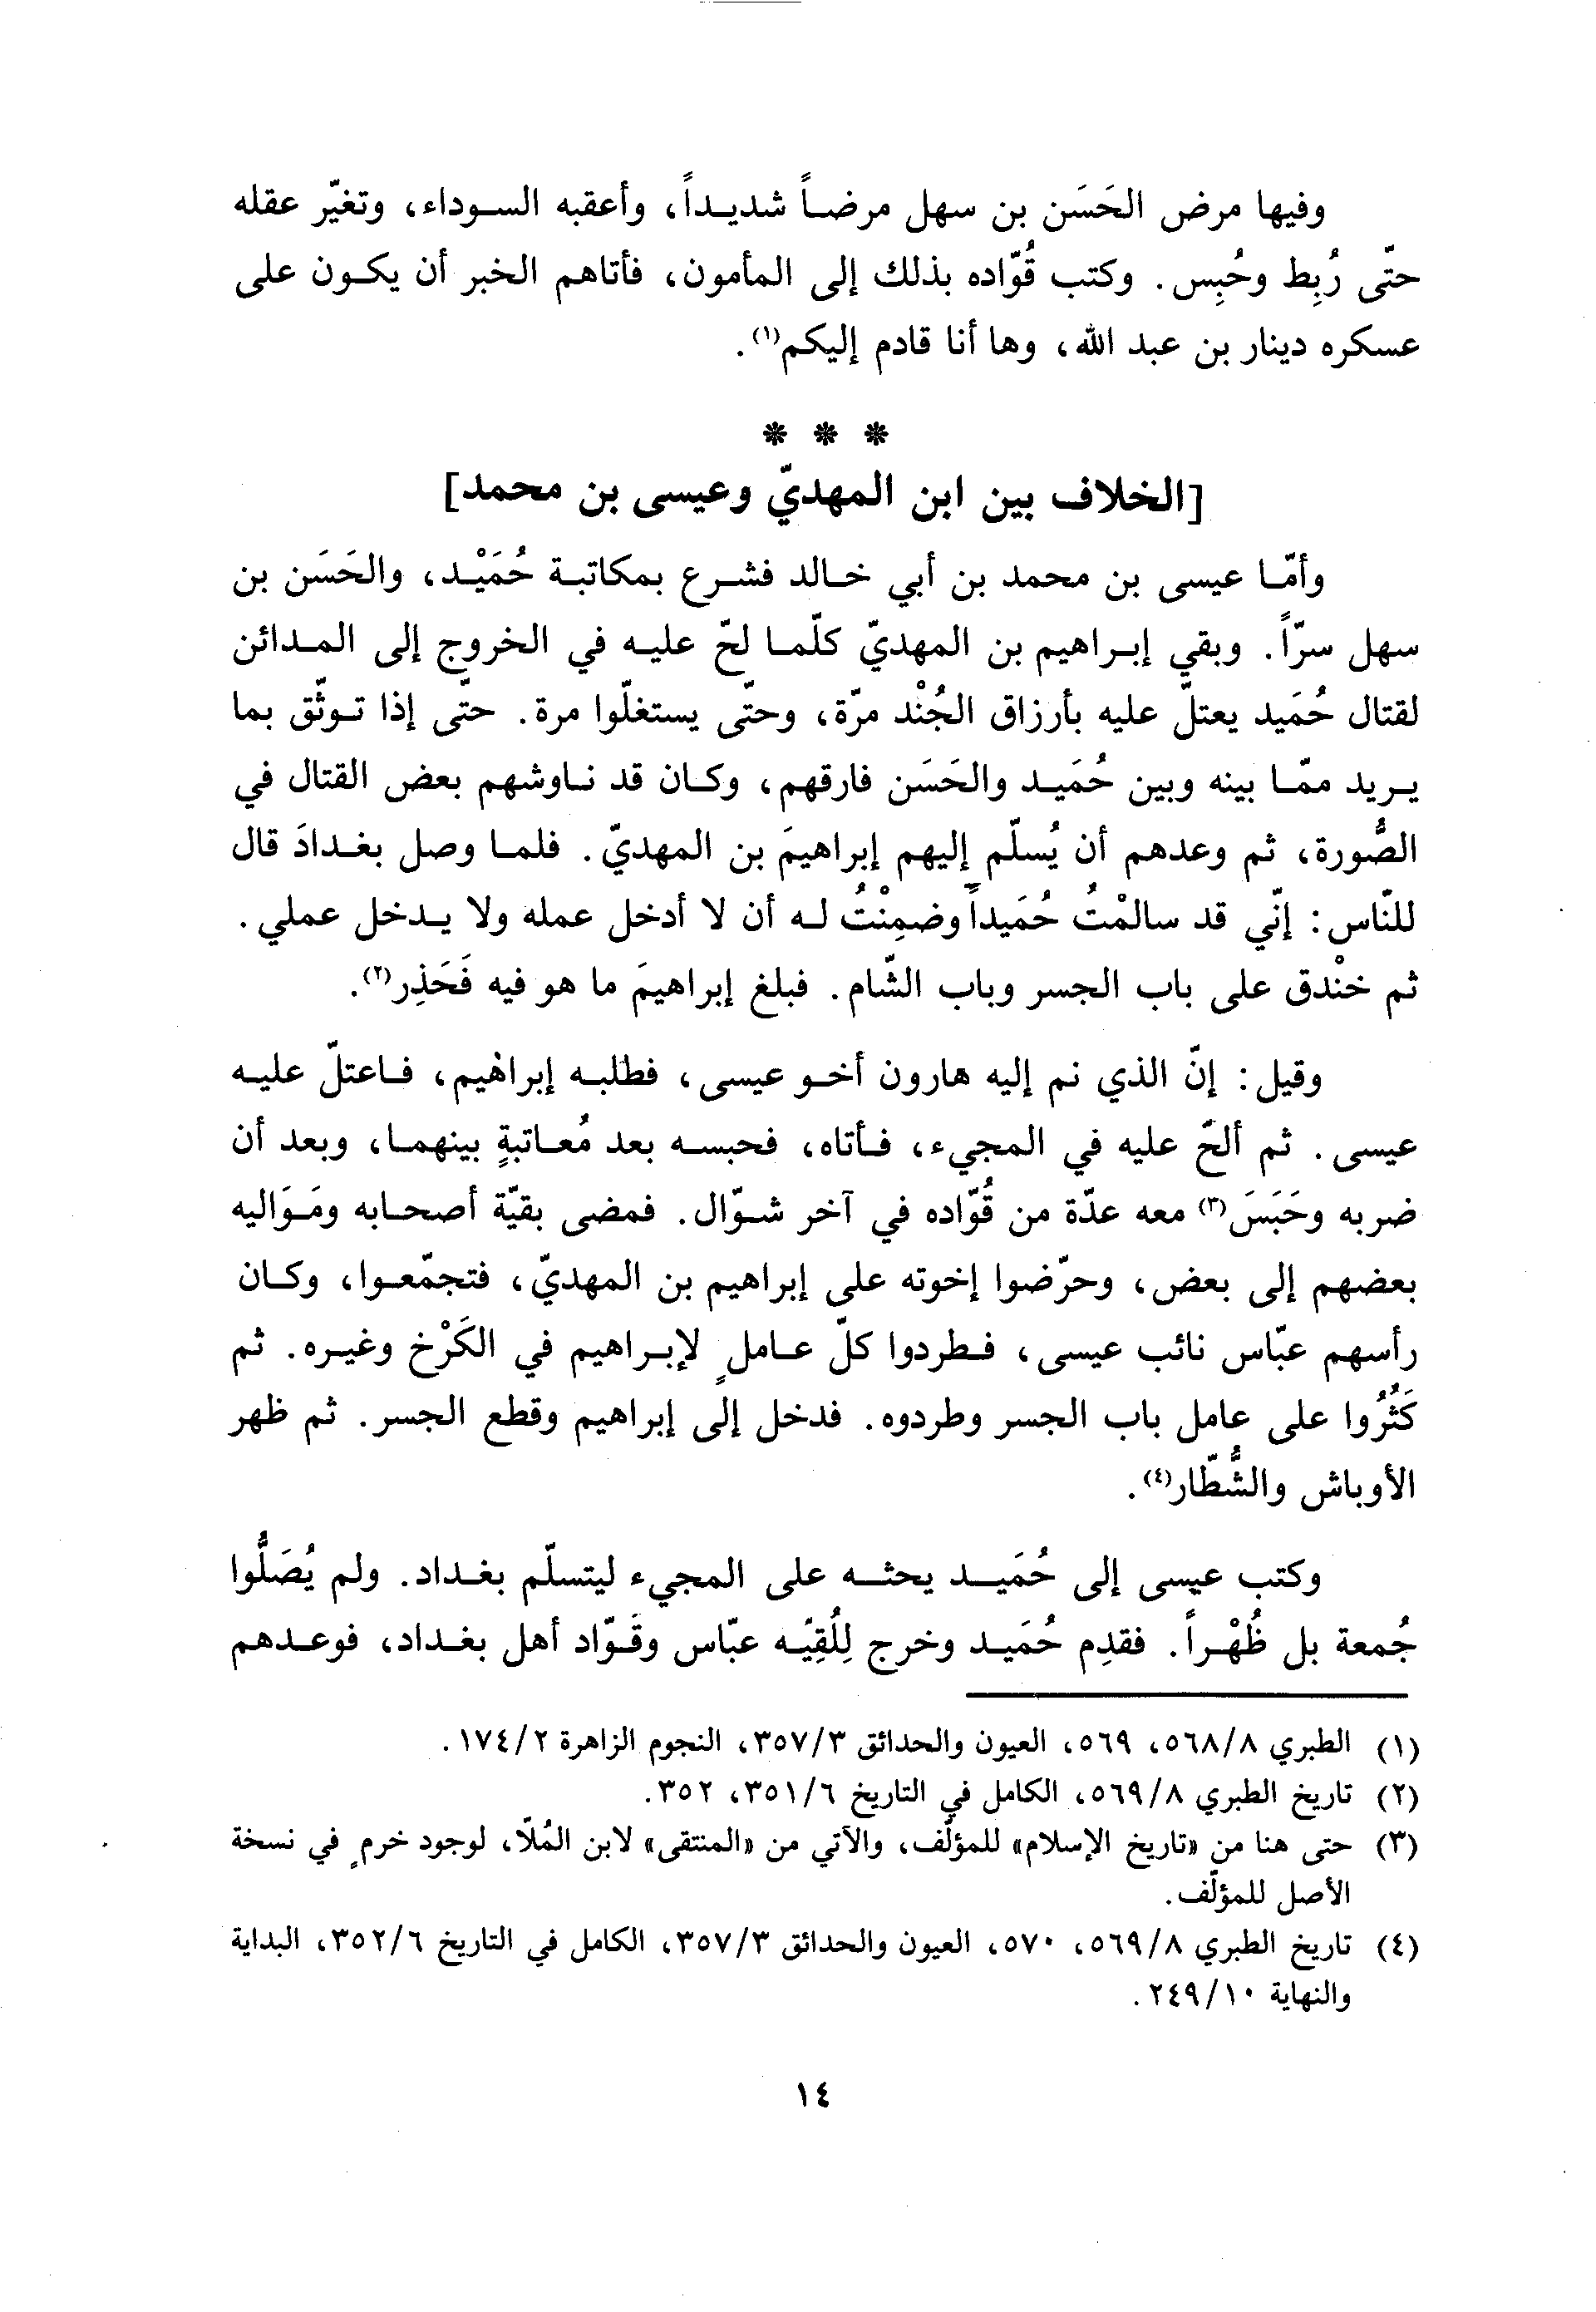 وفيها مرض الحَسَن بن سهل مرضاً شديداً، وأعقبه السوداء، وتغيّر عقله
حتّى رُبِط وحُبِس. وكتب قُوّاده بذلك إلى المأمون، فأتاهم الخبر أن يكون على
عسكره دينار بن عبد الله، وها أنا قادم إليكم(١).
* * *
[الخلاف بين ابن المهديّ وعيسى بن محمد]
وأمّا عيسى بن محمد بن أبي خالد فشرع بمكاتبة حُمَيْد، والحَسَن بن
سهل سرّاً. وبقي إبراهيم بن المهديّ كلّما لحّ عليه في الخروج إلى المدائن
لقتال حُمَيد يعتلّ عليه بأرزاق الجُنْد مرّة، وحتّى يستغلّوا مرة. حتّى إذا توثّق بما
يريد ممّا بينه وبين حُمَيد والحَسَن فارقهم، وكان قد ناوشهم بعض القتال في
الصُّورة، ثم وعدهم أن يُسلّم إليهم إبراهيمَ بن المهديّ. فلما وصل بغدادَ قال
للنّاس: إنّي قد سالمْتُ حُمَيداً وضمِنْتُ له أن لا أدخل عمله ولا يدخل عملي.
ثم خنْدق على باب الجسر وباب الشّام. فبلغ إبراهيمَ ما هو فيه فَحَذِر(٢).
وقيل: إنّ الذي نم إليه هارون أخو عيسى، فطلبه إبراهيم، فاعتلّ عليه
عيسى. ثم ألحّ عليه في المجيء، فأتاه، فحبسه بعد مُعاتبةٍ بينهما، وبعد أن
ضربه وحَبَسَ(٣) معه عدّة من قُوّاده في آخر شوّال. فمضى بقيّة أصحابه ومَوَاليه
بعضهم إلى بعض، وحرّضوا إخوته على إبراهيم بن المهديّ، فتجمّعوا، وكان
رأسهم عبّاس نائب عيسى، فطردوا كلّ عاملٍ لإبراهيم في الكَرْخ وغيره. ثم
كَثُرُوا على عامل باب الجسر وطردوه. فدخل إلى إبراهيم وقطع الجسر. ثم ظهر
الأوباش والشُّطّار(٤).
وكتب عيسى إلى حُمَيد يحثه على المجيء ليتسلّم بغداد. ولم يُصَلُّوا
جُمعة بل ظُهْراً. فقدِم حُمَيد وخرج لِلُقِيّه عبّاس وقَوّاد أهل بغداد، فوعدهم
(١) الطبري ٥٦٨/٨، ٥٦٩، العيون والحدائق ٣٥٧/٣، النجوم الزاهرة ١٧٤/٢.
(٢) تاريخ الطبري ٥٦٩/٨، الكامل في التاريخ ٣٥١/٦، ٣٥٢.
(٣) حتى هنا من «تاريخ الإسلام» للمؤلّف، والآتي من «المنتقى» لابن المُلّا، لوجود خرمٍ في نسخة
الأصل للمؤلّف.
(٤) تاريخ الطبري ٥٦٩/٨، ٥٧٠، العيون والحدائق ٣٥٧/٣، الكامل في التاريخ ٣٥٢/٦، البداية
والنهاية ٢٤٩/١٠.
١٤